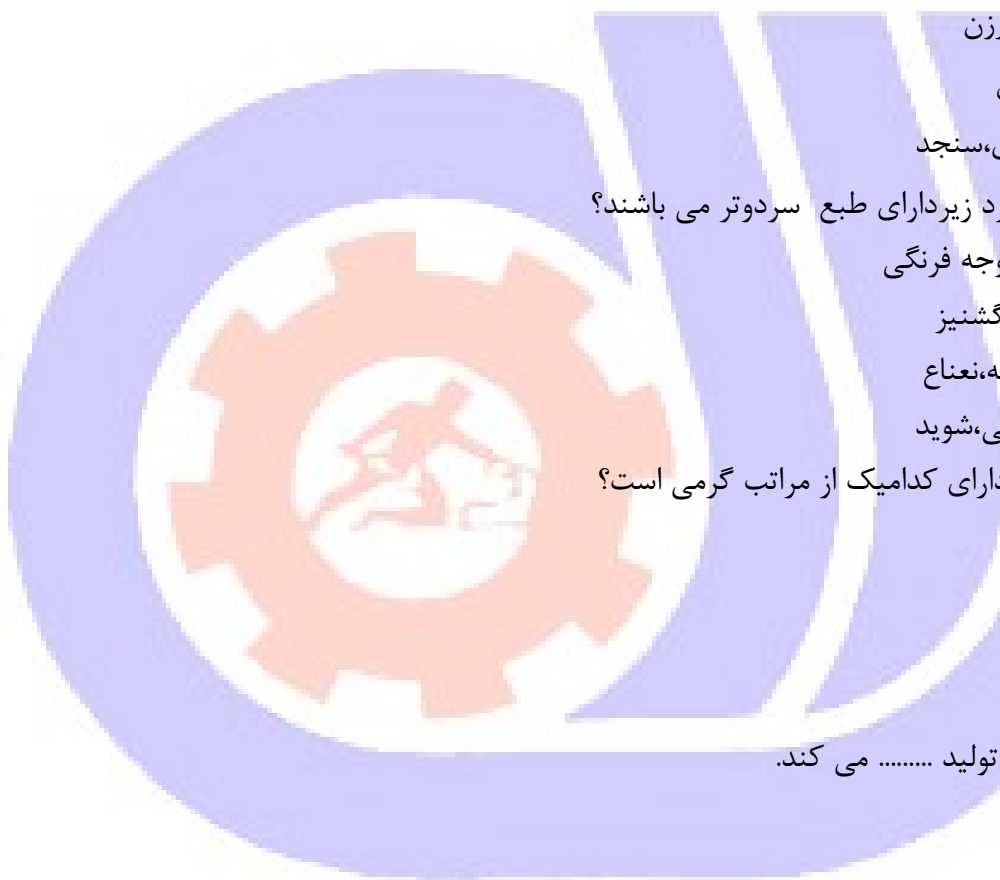 رزن
،سنجد
زیردارای طبع سردوتر می باشند؟
وجه فرنگی
گشنیز
ه،نعناع
ی،شوید
دارای کدامیک از مراتب گرمی است؟
تولید ......... می کند.